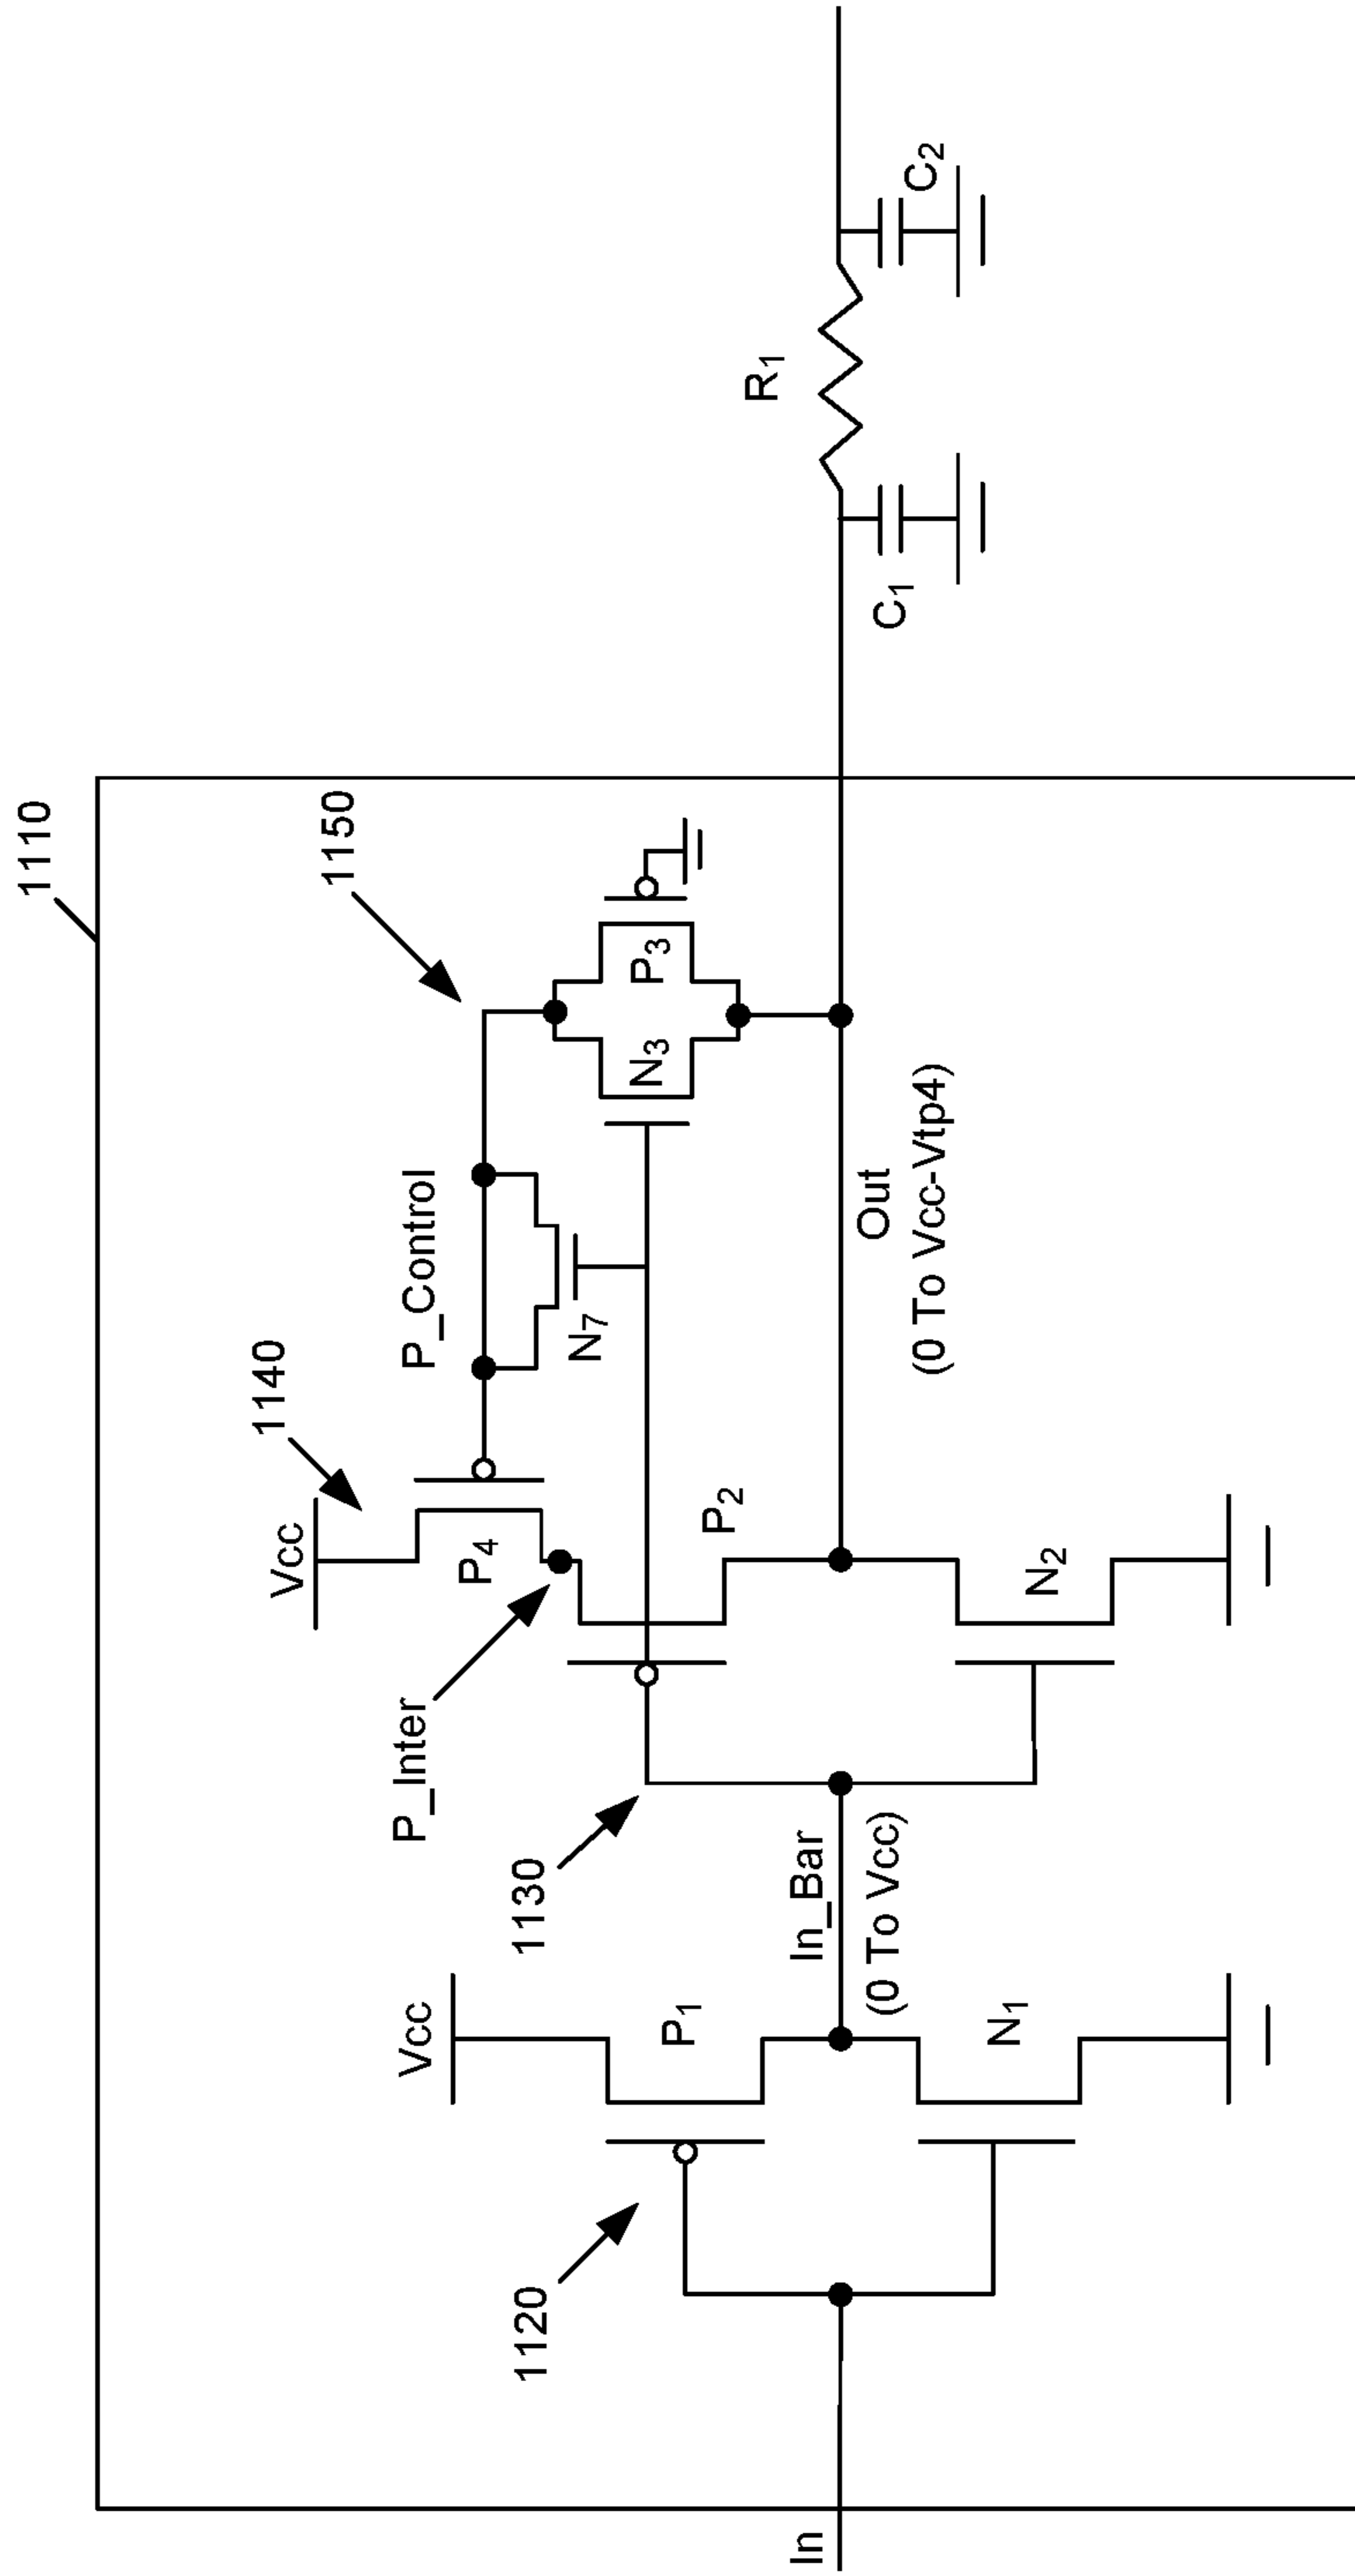 1110
1150
1140
Vcc
P_Control
P4
N7
N3
P3
P_Inter
1130
P2
R1
C1
C2
Out
(0 To Vcc-Vtp4)
N2
1120
Vcc
P1
In_Bar
(0 To Vcc)
N1
In